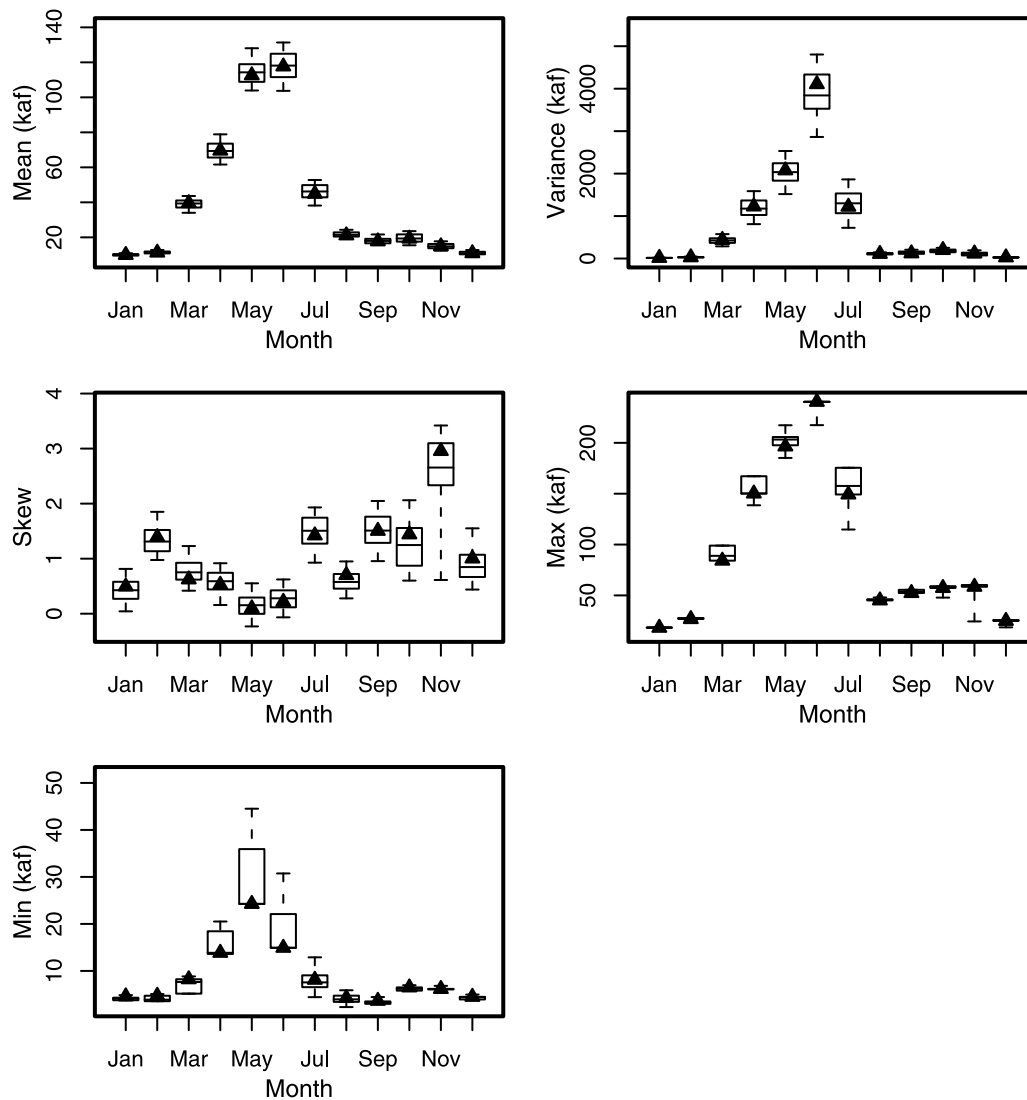 Mean (kaf)
140
100
60
20
Jan Mar May Jul Sep Nov
Month
Variance (kaf)
4000
2000
0
Jan Mar May Jul Sep Nov
Month
Skew
4
3
2
1
0
Jan Mar May Jul Sep Nov
Month
Max (kaf)
200
100
50
Jan Mar May Jul Sep Nov
Month
Min (kaf)
50
40
30
20
10
Jan Mar May Jul Sep Nov
Month